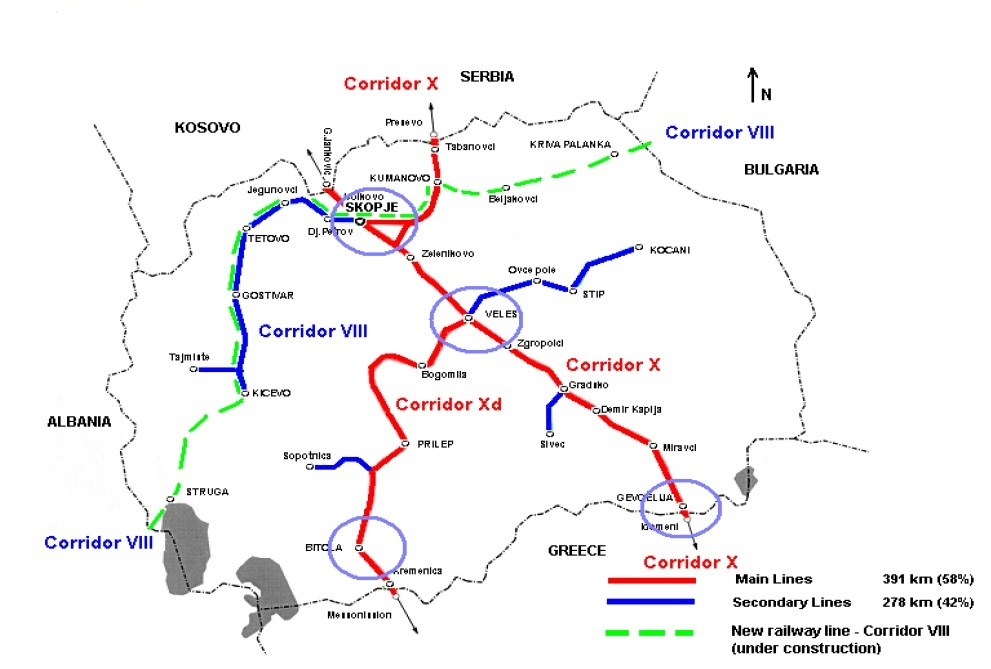 SERBIA
Corridor X
N
KOSOVO
Presevo
Tabanovci
KRIVA PALANKA
Corridor VIII
BULGARIA
G.Jankovic
KUMANOVO
Beljakovci
Jegunovci
SKOPJE
Dj.Petrov
TETOVO
Zelenikovo
KOCANI
Ovce pole
STIP
GOSTIVAR
VELES
Corridor VIII
Zgropolci
Tajmiste
Corridor X
Bogomila
Gradsko
KICEVO
Corridor Xd
Demir Kapija
ALBANIA
PRILEP
Sivec
Miravci
Sopotnica
STRUGA
GEVGELIJA
Idomeni
Corridor VIII
BITOLA
GREECE
Corridor X
Kremenica
Main Lines 391 km (58%)
Secondary Lines 278 km (42%)
New railway line - Corridor VIII
(under construction)